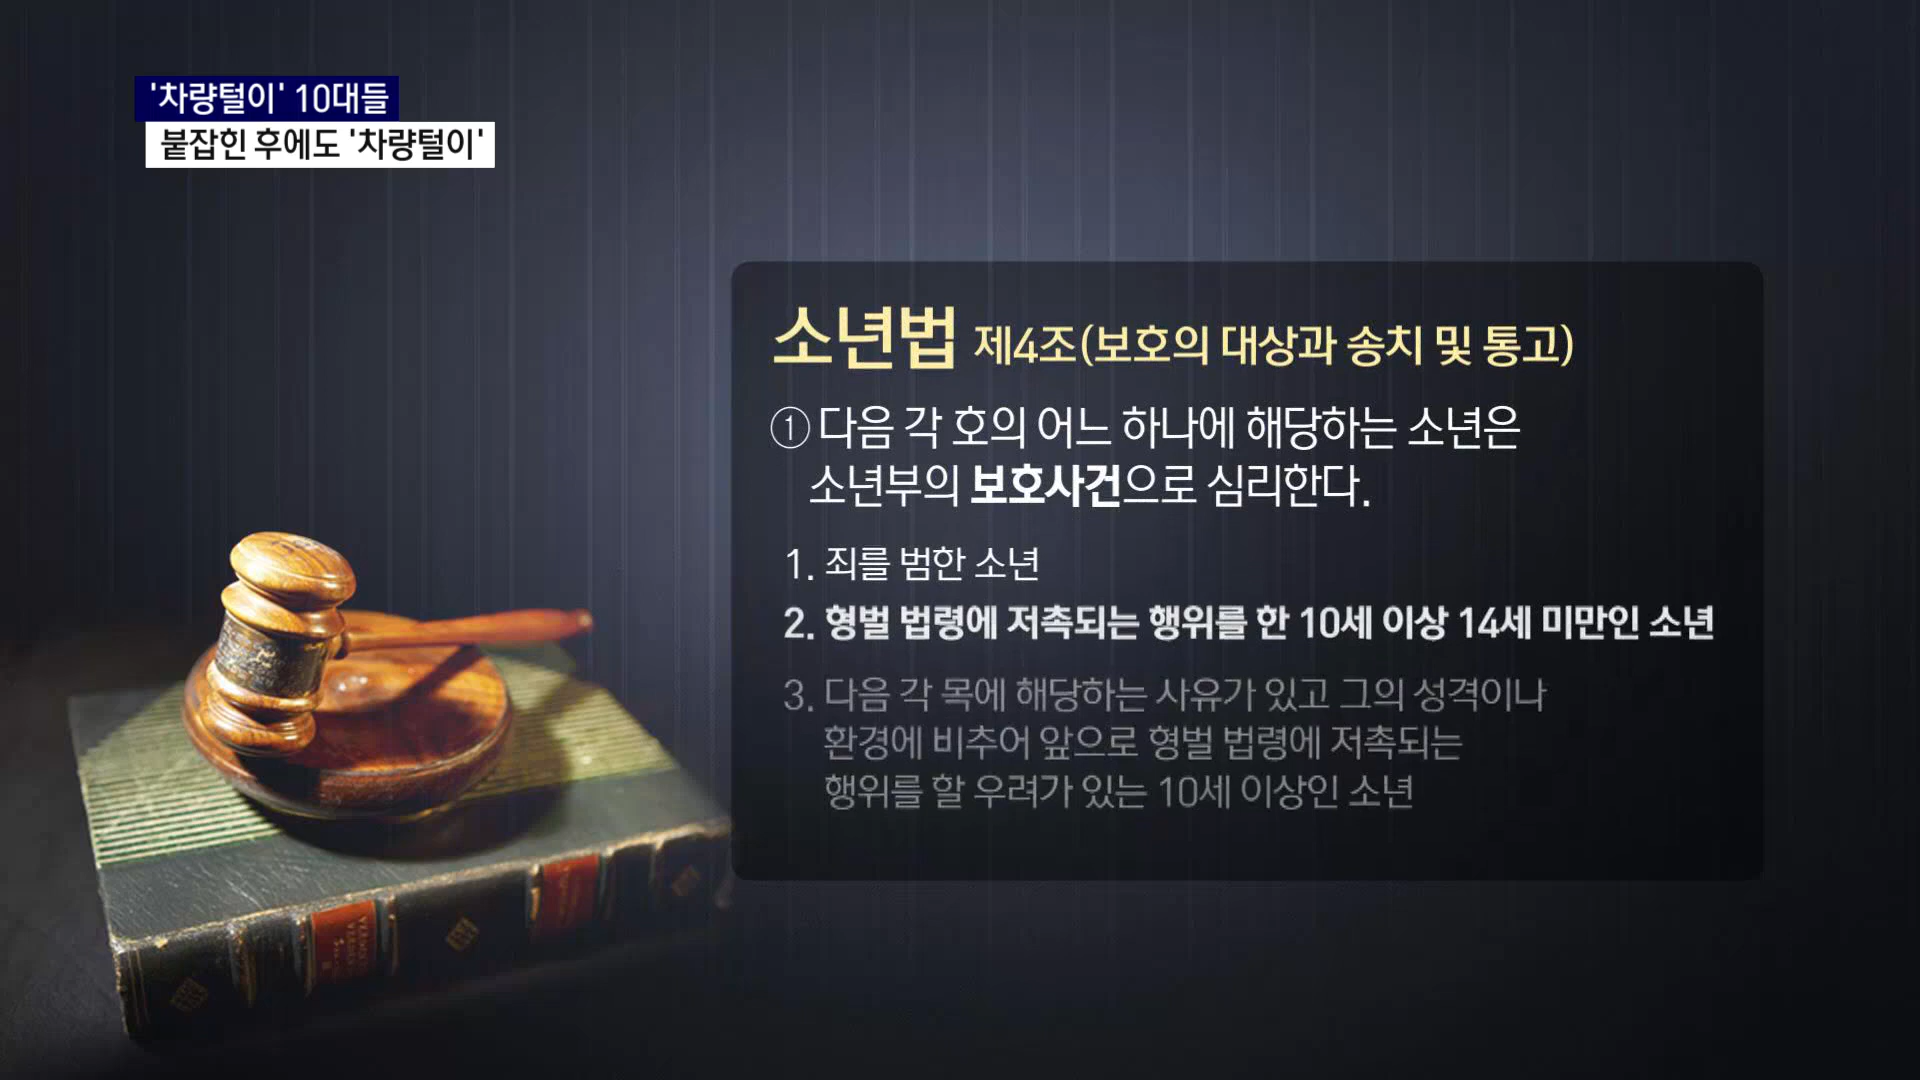 '차량털이' 10대들
붙잡힌 후에도 '차량털이'
소년법 제4조(보호의 대상과 송치 및 통고)
① 다음 각 호의 어느 하나에 해당하는 소년은
소년부의 보호사건으로 심리한다.
1. 죄를 범한 소년
2. 형벌 법령에 저촉되는 행위를 한 10세 이상 14세 미만인 소년
3. 다음 각 목에 해당하는 사유가 있고 그의 성격이나
환경에 비추어 앞으로 형벌 법령에 저촉되는
행위를 할 우려가 있는 10세 이상인 소년